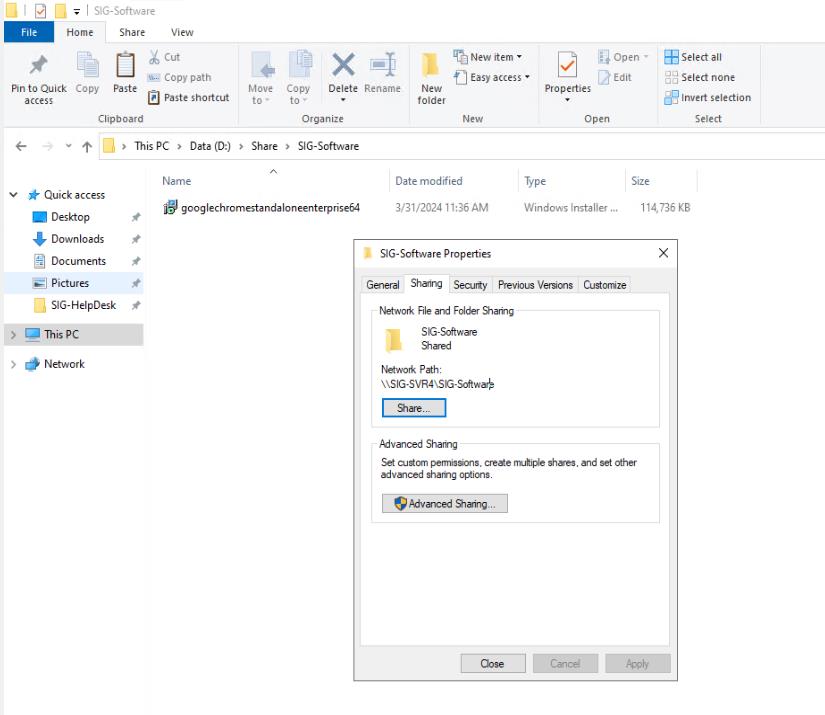 SIG-Software
File Home Share View
Pin to Quick access
Copy
Paste
Cut
Copy path
Paste shortcut
Clipboard
Move to
Copy to
Delete
Rename
Organize
New folder
New item
Easy access
New
Properties
Open
Edit
Open
Select all
Select none
Invert selection
Select
This PC > Data (D:) > Share > SIG-Software
Quick access
Desktop
Downloads
Documents
Pictures
SIG-HelpDesk
This PC
Network
Name Date modified Type Size
googlechromestandaloneenterprise64 3/31/2024 11:36 AM Windows Installer ... 114,736 KB
SIG-Software Properties
General Sharing Security Previous Versions Customize
Network File and Folder Sharing
SIG-Software
Shared
Network Path:
\\SIG-SVR4\SIG-Software
Share...
Advanced Sharing
Set custom permissions, create multiple shares, and set other
advanced sharing options.
Advanced Sharing...
Close Cancel Apply